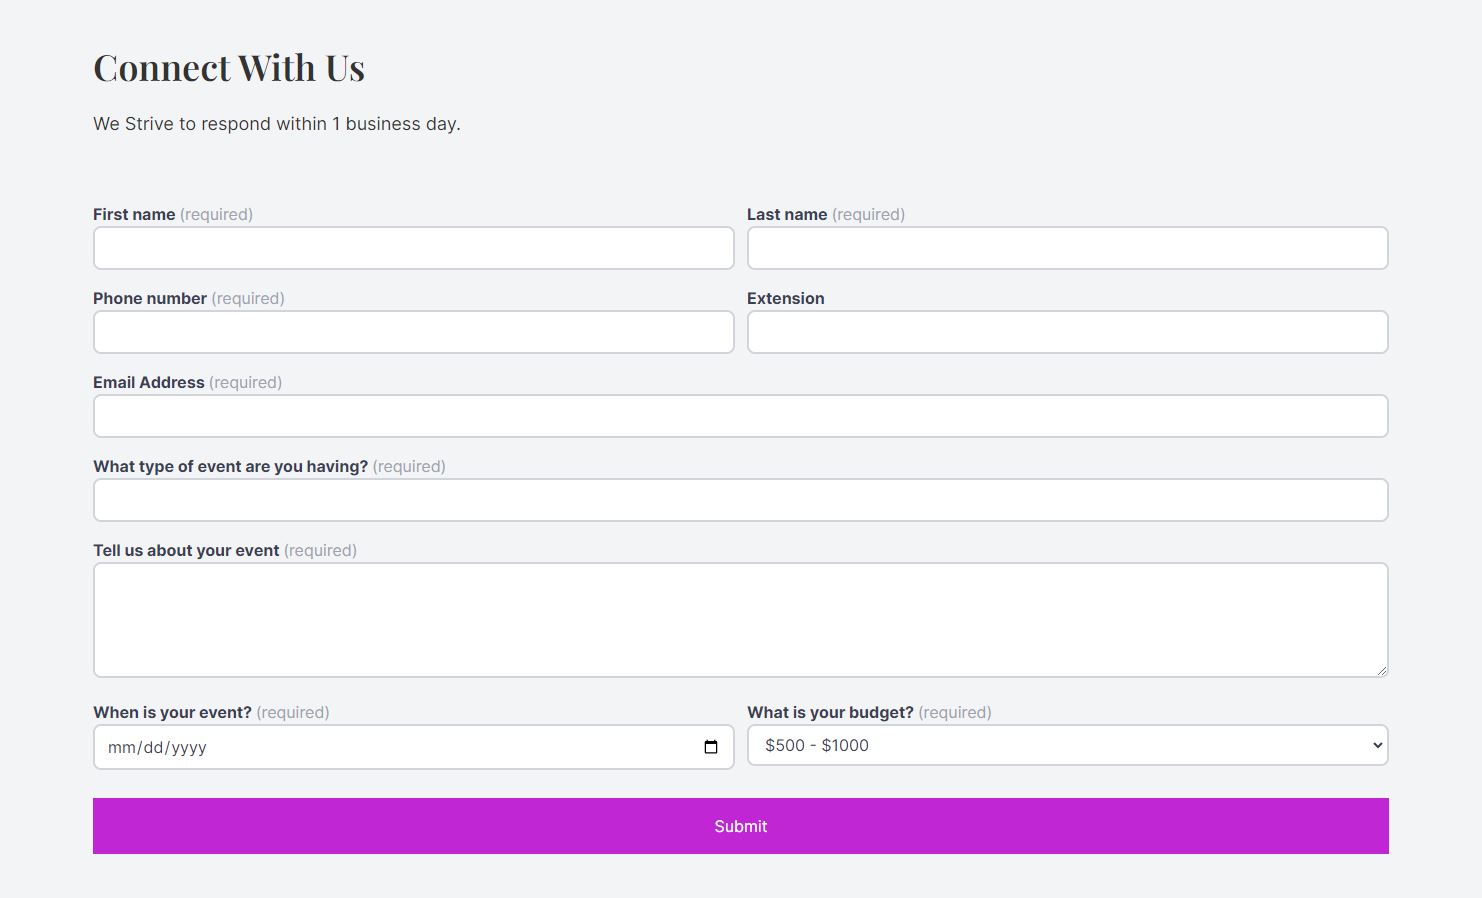 Connect With Us
We Strive to respond within 1 business day.
First name (required)
Last name (required)
Phone number (required)
Extension
Email Address (required)
What type of event are you having? (required)
Tell us about your event (required)
When is your event? (required)
What is your budget? (required)
mm/dd/yyyy
$500 - $1000
Submit